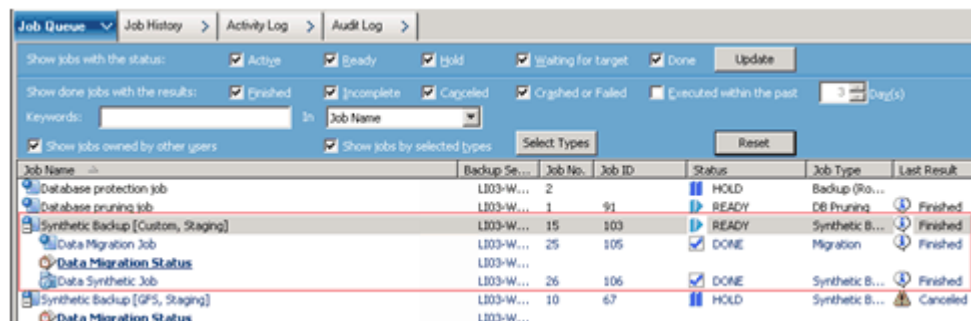 Job Queue Job History Activity Log Audit Log
Show jobs with the status: Active Ready Hold Waiting for target Done Update
Show done jobs with the results: Finished Incomplete Canceled Crashed or Failed Executed within the past 3 Day(s)
Keywords: In Job Name
Show jobs owned by other users Show jobs by selected types Select Types Reset
Job Name Backup Se... Job No. Job ID Status Job Type Last Result
Database protection job LI03-W... 2 HOLD Backup (Ro...
Database pruning job LI03-W... 1 91 READY DB Pruning Finished
Synthetic Backup [Custom, Staging] LI03-W... 15 103 READY Synthetic B... Finished
Data Migration Job LI03-W... 25 105 DONE Migration Finished
Data Migration Status LI03-W...
Data Synthetic Job LI03-W... 26 106 DONE Synthetic B... Finished
Synthetic Backup [GFS, Staging] LI03-W... 10 67 HOLD Synthetic B... Canceled
Data Migration Status LI03-W...